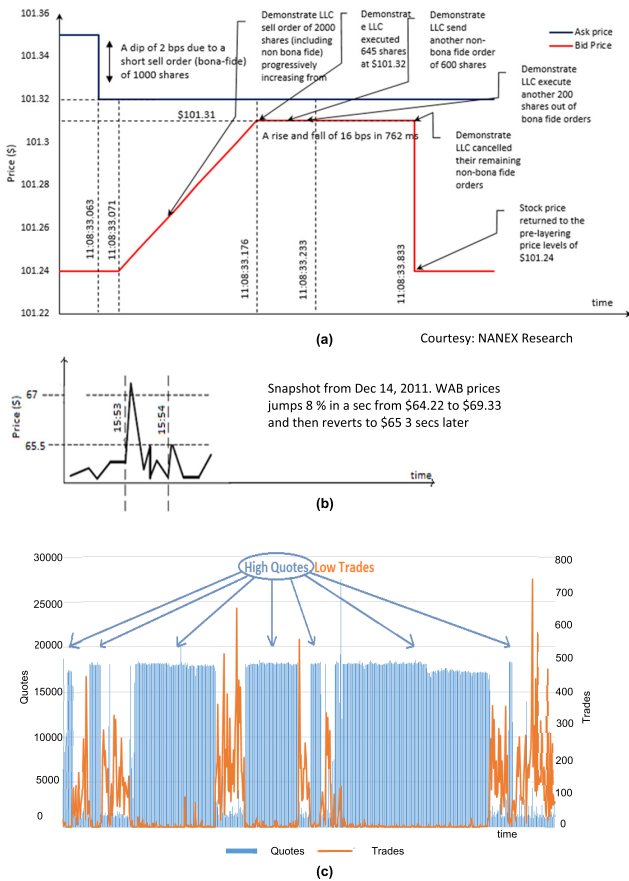 101.36
101.34
101.32
101.3
101.28
101.26
101.24
101.22
Price ($)
A dip of 2 bps due to a
short sell order (bona-fide)
of 1000 shares
$101.31
Demonstrate LLC
sell order of 2000
shares (including
non bona fide)
progressively
increasing from
Demonstrat
e LLC
executed
645 shares
at $101.32
Demonstrate
LLC send
another non-
bona fide order
of 600 shares
Ask price
Bid Price
Demonstrate
LLC execute
another 200
shares out of
bona fide orders
A rise and fall of 16 bps in 762 ms
Demonstrate
LLC cancelled
their remaining
non-bona fide
orders
Stock price
returned to the
pre-layering
price levels of
$101.24
11:08:33.063
11:08:33.071
11:08:33.176
11:08:33.233
11:08:33.833
time
(a)
Courtesy: NANEX Research
Price ($)
67
65.5
15:53
15:54
time
Snapshot from Dec 14, 2011. WAB prices
jumps 8 % in a sec from $64.22 to $69.33
and then reverts to $65 3 secs later
(b)
High Quotes Low Trades
30000
25000
20000
15000
10000
5000
0
Quotes
800
700
600
500
400
300
200
100
0
Trades
time
Quotes
Trades
(c)